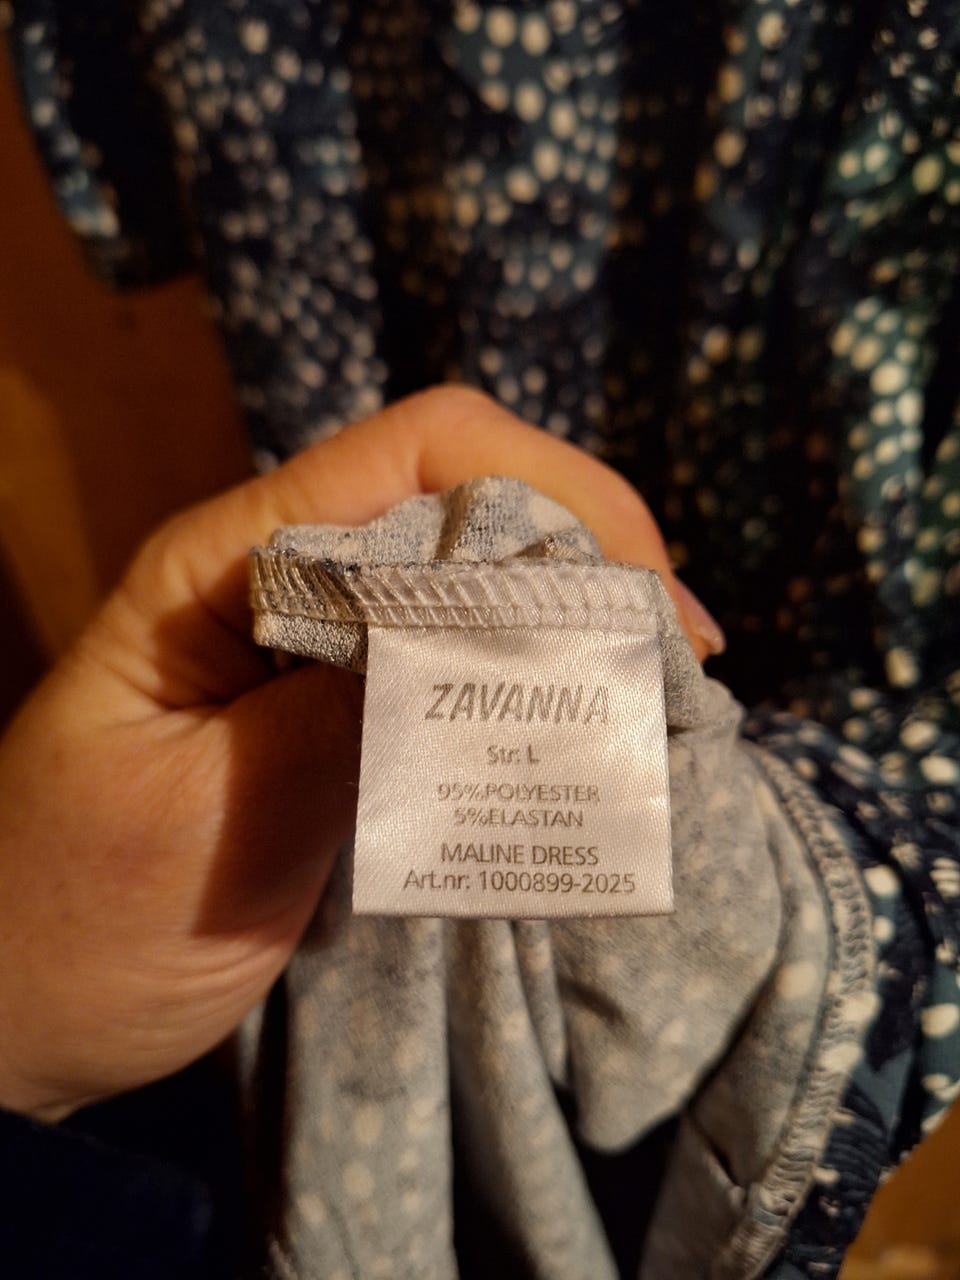 ZAVANNA
Str: L
95%POLYESTER
5%ELASTAN
MALINE DRESS
Art.nr: 1000899-2025